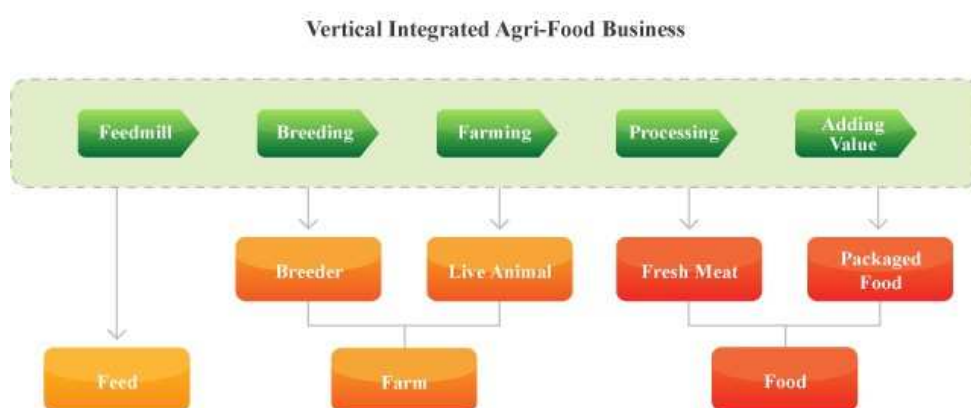 Vertical Integrated Agri-Food Business
Feedmill
Breeding
Farming
Processing
Adding
Value
Breeder
Live Animal
Fresh Meat
Packaged
Food
Feed
Farm
Food